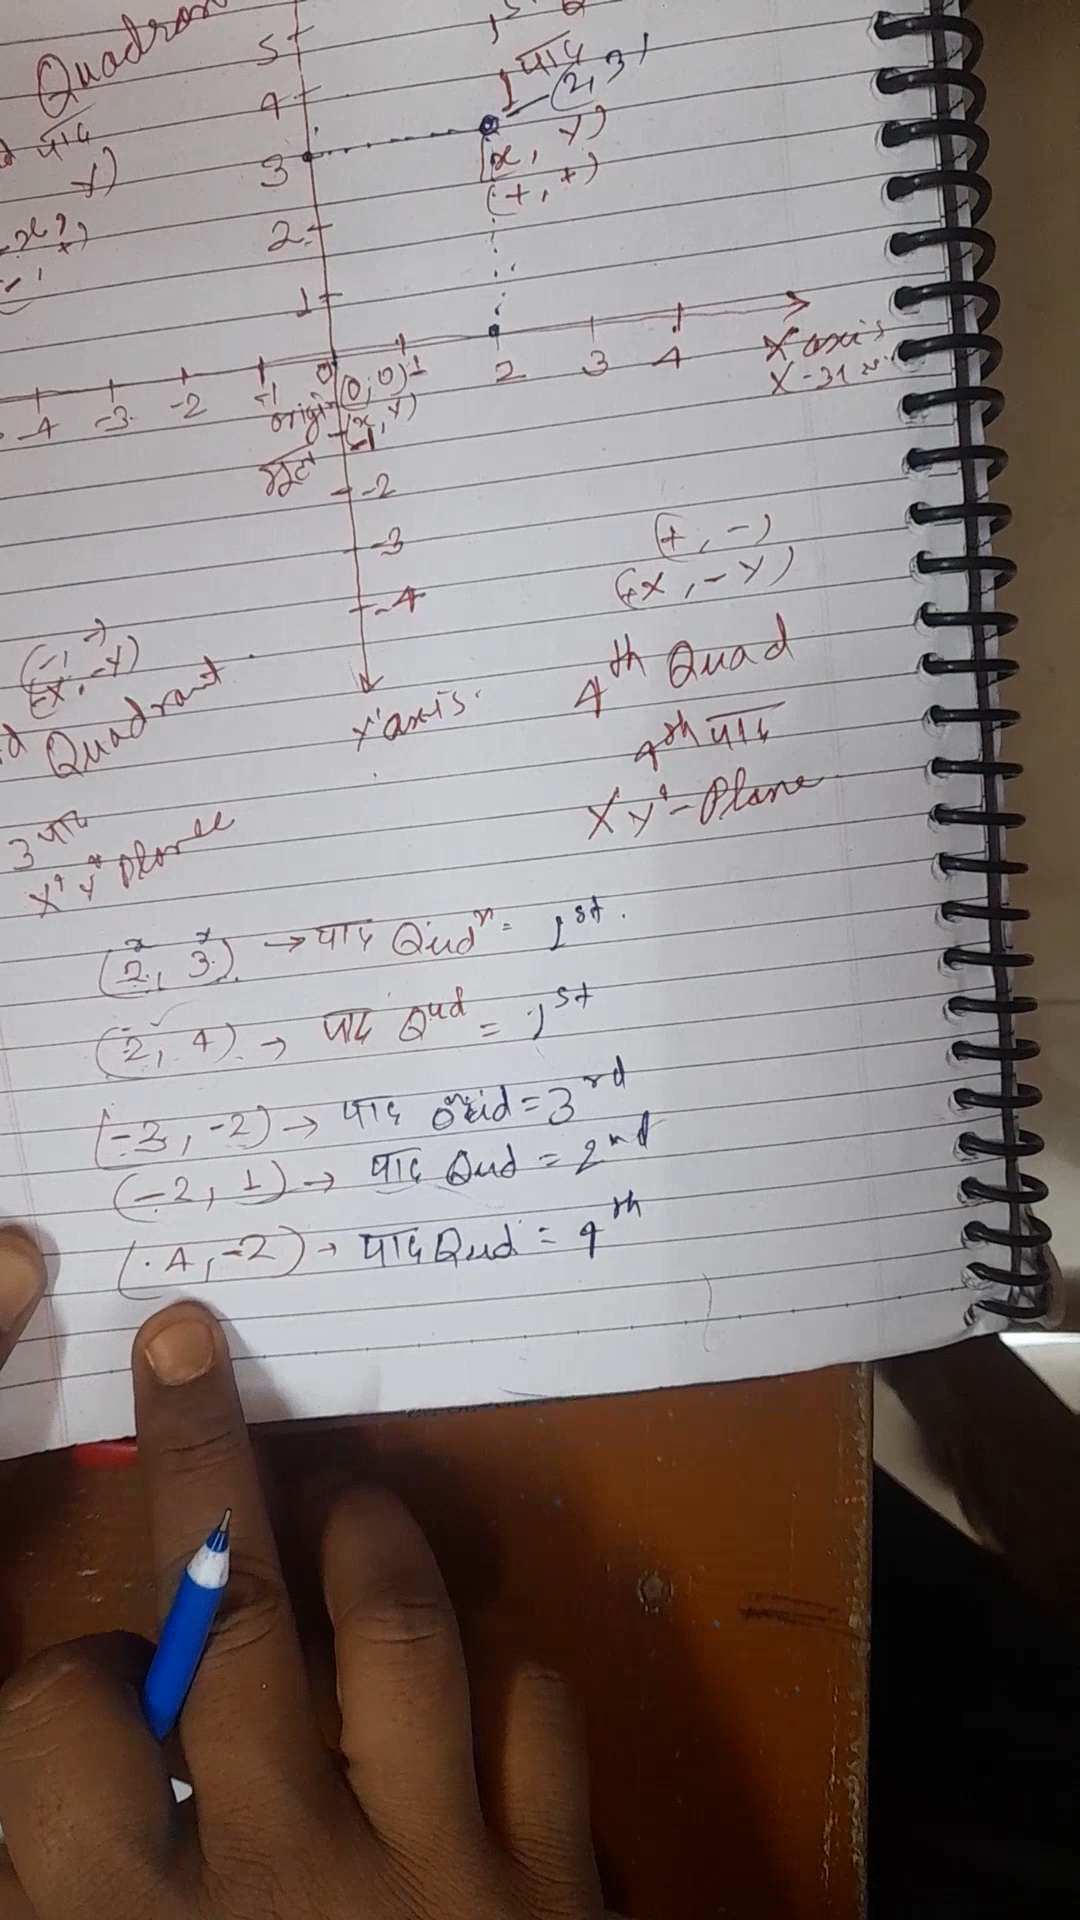 Quadran
5
1 पाद
4
(2, 3)
पाद
(x, y)
3
y)
(+, +)
2
1
X axis
0
-4 -3 -2 -1 1 2 3 4
origin (0, 0)
(x, y)
मूल
-1
-2
-3
(+, -)
(+x, -y)
-4
(-, -)
(-x, -y)
4th Quad
Quadrant
Y' axis
4th पाद
XY'-Plane
3 पाद
X'Y' Plane
x y
(2, 3) → पाद Qud = 1st.
(2, 4) → पाद Qud = 1st
(-3, -2) → पाद Qud = 3rd
(-2, 1) → पाद Qud = 2nd
(4, -2) → पाद Qud = 4th